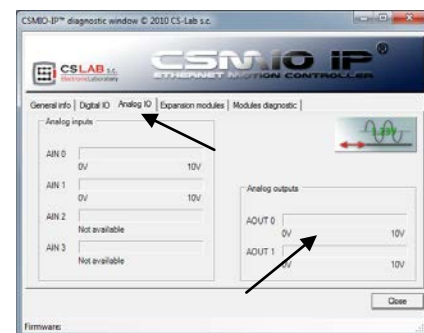 CSMIO-IP™ diagnostic window © 2010 CS-Lab s.c.
CSLAB s.c.
ElectronicLaboratory
CSMIO IP®
ETHERNET MOTION CONTROLLER
General info | Digital IO | Analog IO | Expansion modules | Modules diagnostic
Analog inputs
AIN 0
0V 10V
AIN 1
0V 10V
AIN 2
Not available
AIN 3
Not available
Analog outputs
AOUT 0
0V 10V
AOUT 1
0V 10V
Close
Firmware: